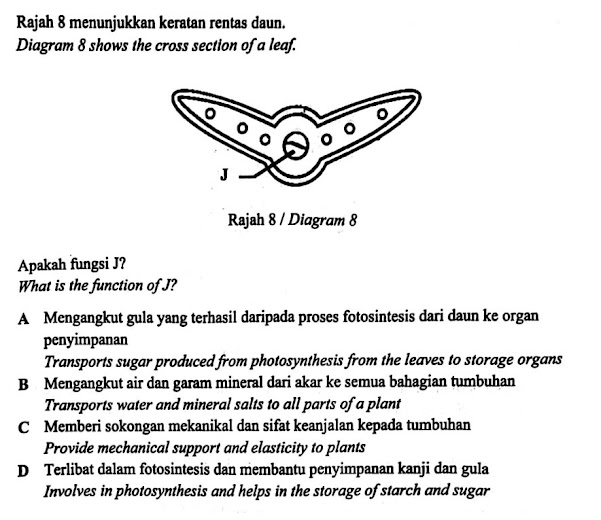 Rajah 8 menunjukkan keratan rentas daun.
Diagram 8 shows the cross section of a leaf.
J
Rajah 8 / Diagram 8
Apakah fungsi J?
What is the function of J?
A Mengangkut gula yang terhasil daripada proses fotosintesis dari daun ke organ
penyimpanan
Transports sugar produced from photosynthesis from the leaves to storage organs
B Mengangkut air dan garam mineral dari akar ke semua bahagian tumbuhan
Transports water and mineral salts to all parts of a plant
C Memberi sokongan mekanikal dan sifat keanjalan kepada tumbuhan
Provide mechanical support and elasticity to plants
D Terlibat dalam fotosintesis dan membantu penyimpanan kanji dan gula
Involves in photosynthesis and helps in the storage of starch and sugar